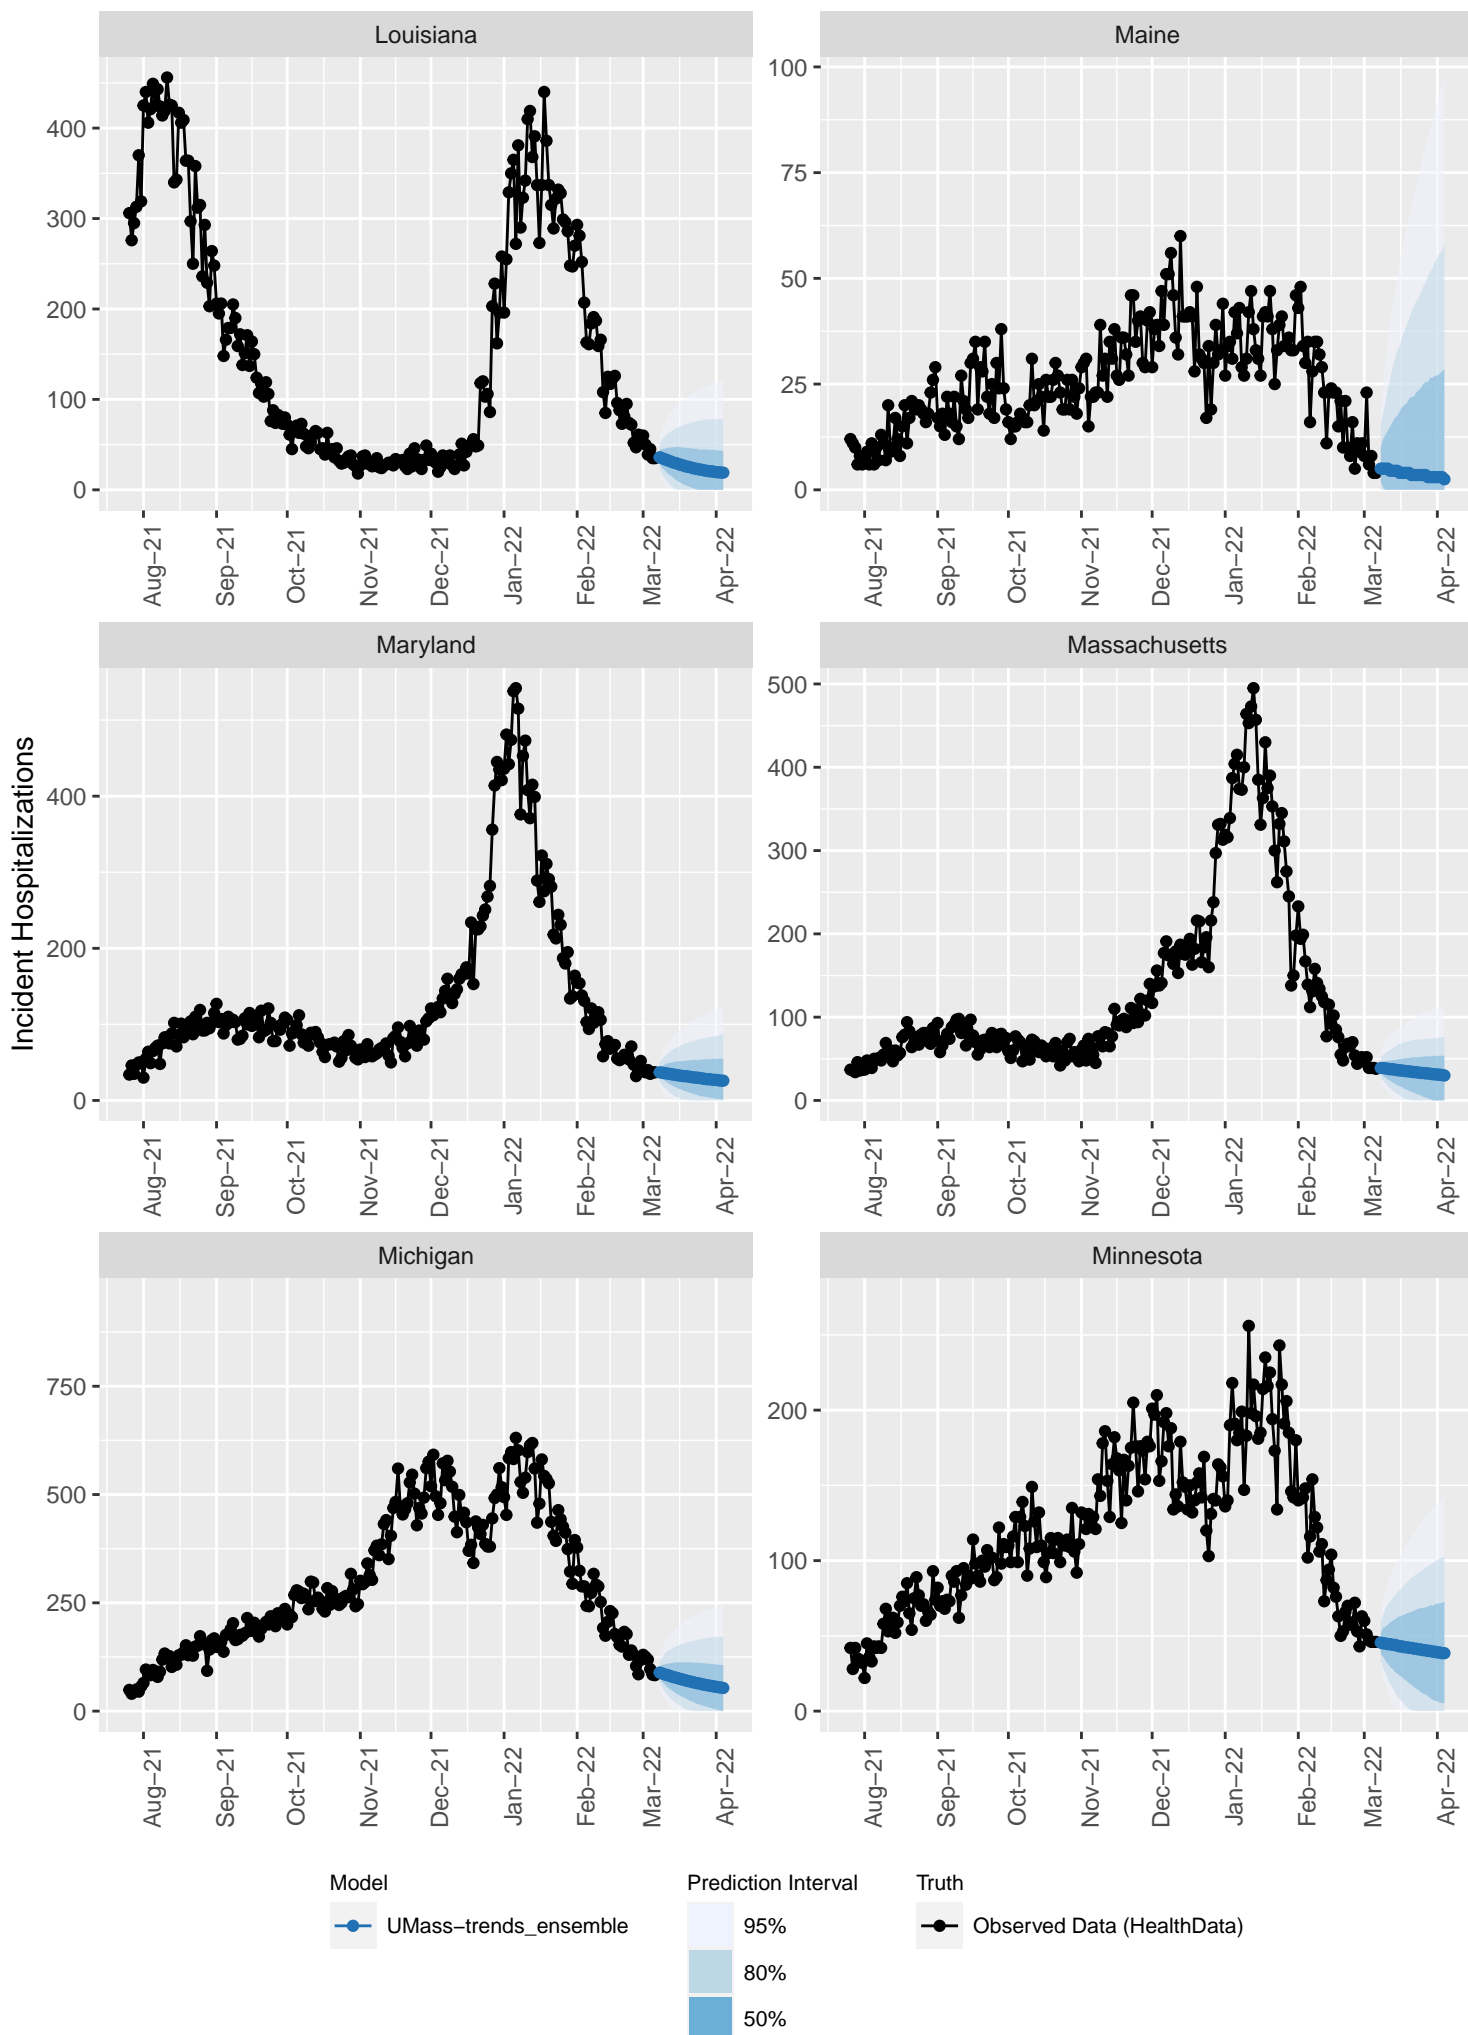 Louisiana
Maine
400
300
200
100
0
100
75
50
25
0
Aug−21
Sep−21
Oct−21
Nov−21
Dec−21
Jan−22
Feb−22
Mar−22
Apr−22
Aug−21
Sep−21
Oct−21
Nov−21
Dec−21
Jan−22
Feb−22
Mar−22
Apr−22
Incident Hospitalizations
Maryland
Massachusetts
400
200
0
500
400
300
200
100
0
Aug−21
Sep−21
Oct−21
Nov−21
Dec−21
Jan−22
Feb−22
Mar−22
Apr−22
Aug−21
Sep−21
Oct−21
Nov−21
Dec−21
Jan−22
Feb−22
Mar−22
Apr−22
Michigan
Minnesota
750
500
250
0
200
100
0
Aug−21
Sep−21
Oct−21
Nov−21
Dec−21
Jan−22
Feb−22
Mar−22
Apr−22
Aug−21
Sep−21
Oct−21
Nov−21
Dec−21
Jan−22
Feb−22
Mar−22
Apr−22
Model
UMass−trends_ensemble
Prediction Interval
95%
80%
50%
Truth
Observed Data (HealthData)